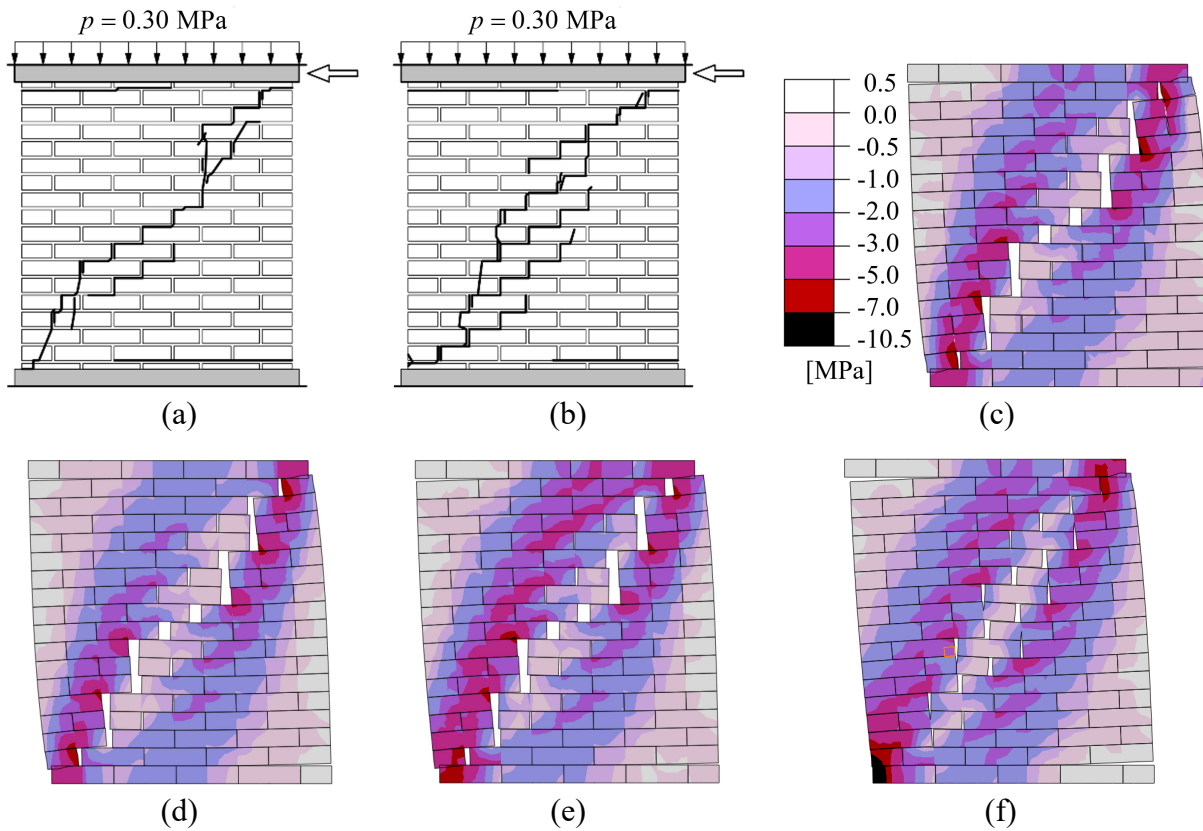 p = 0.30 MPa
p = 0.30 MPa
0.5
0.0
-0.5
-1.0
-2.0
-3.0
-5.0
-7.0
-10.5
[MPa]
(a)
(b)
(c)
(d)
(e)
(f)